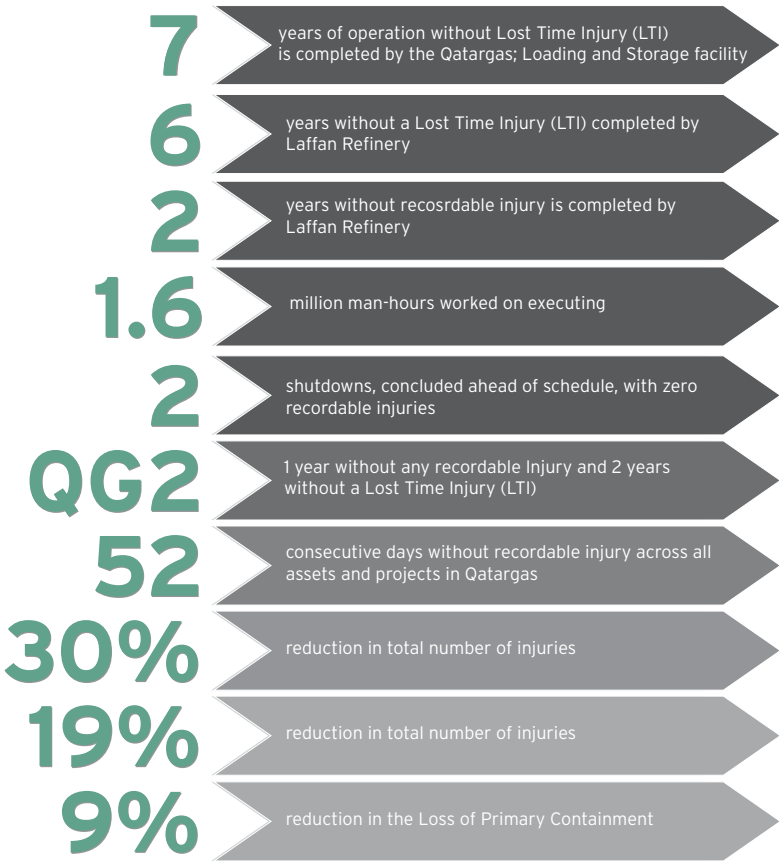 7
years of operation without Lost Time Injury (LTI)
is completed by the Qatargas; Loading and Storage facility
6
years without a Lost Time Injury (LTI) completed by
Laffan Refinery
2
years without recosrdable injury is completed by
Laffan Refinery
1.6
million man-hours worked on executing
2
shutdowns, concluded ahead of schedule, with zero
recordable injuries
QG2
1 year without any recordable Injury and 2 years
without a Lost Time Injury (LTI)
52
consecutive days without recordable injury across all
assets and projects in Qatargas
30%
reduction in total number of injuries
19%
reduction in total number of injuries
9%
reduction in the Loss of Primary Containment